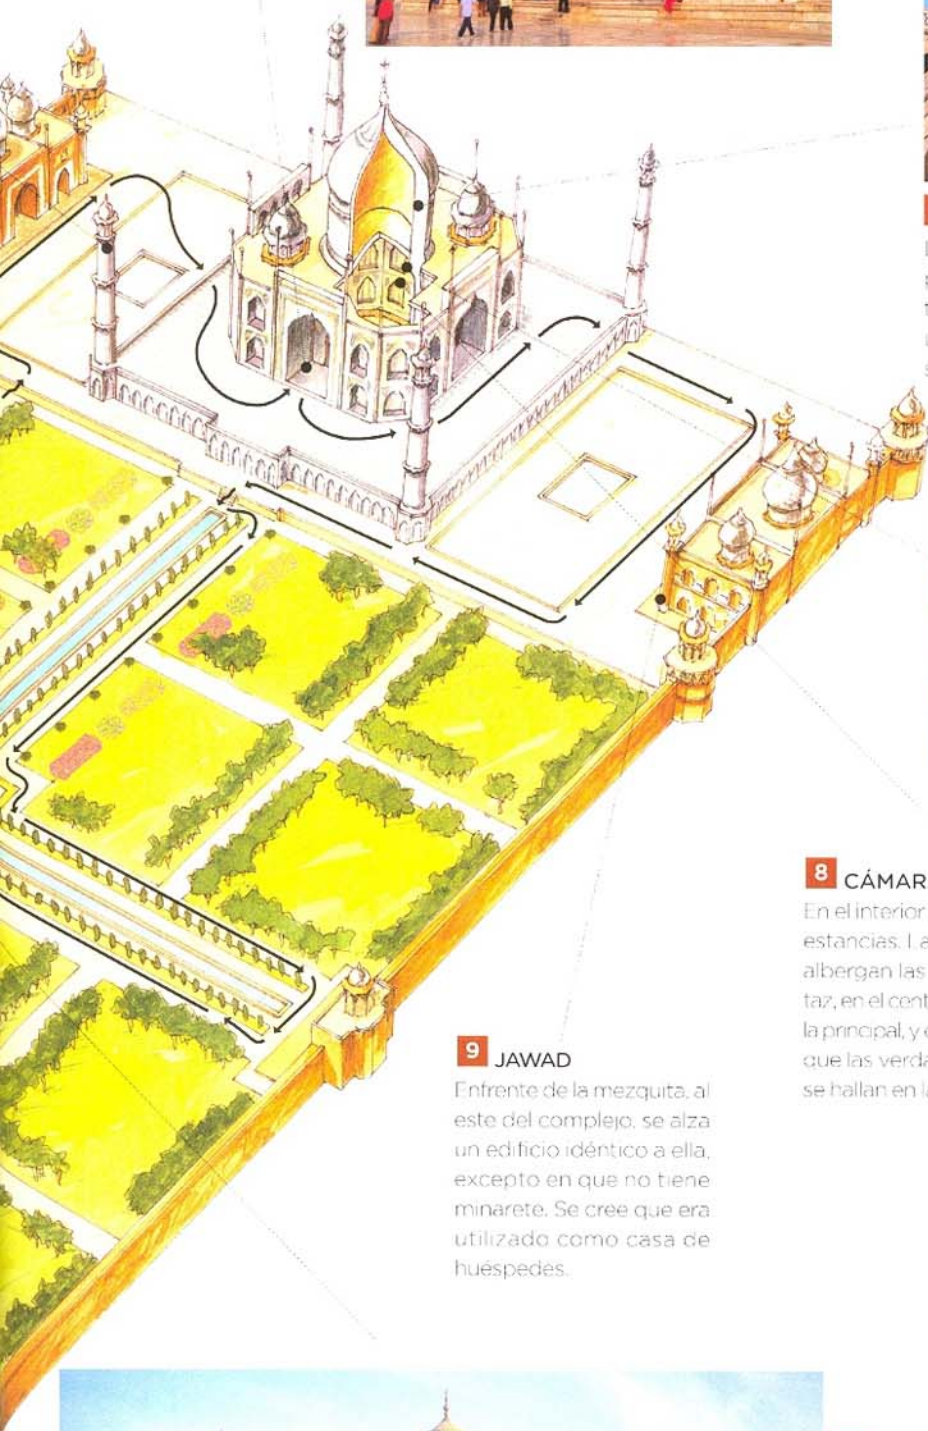 9 JAWAD
Enfrente de la mezquita, al
este del complejo, se alza
un edificio idéntico a ella,
excepto en que no tiene
minarete. Se cree que era
utilizado como casa de
huéspedes.
8 CÁMAR
En el interior
estancias. La
albergan las
taz, en el cent
la principal, y
que las verda
se hallan en la